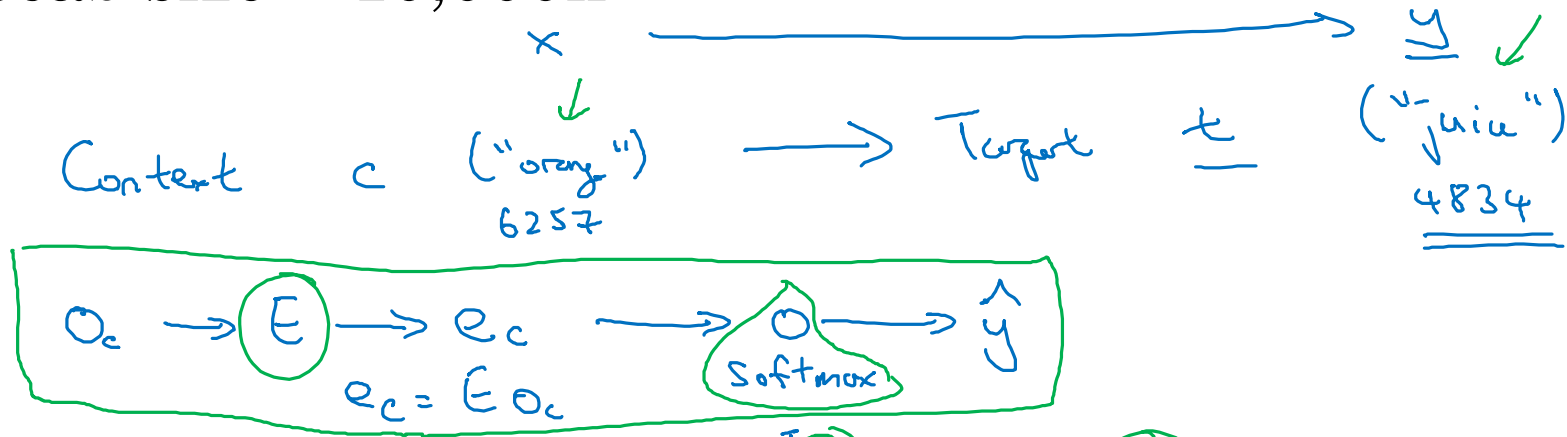 x → y
Context c ("orange") → Target t ("juice")
6257 4834
O_c → E → e_c → O → ŷ
softmax
e_c = E O_c